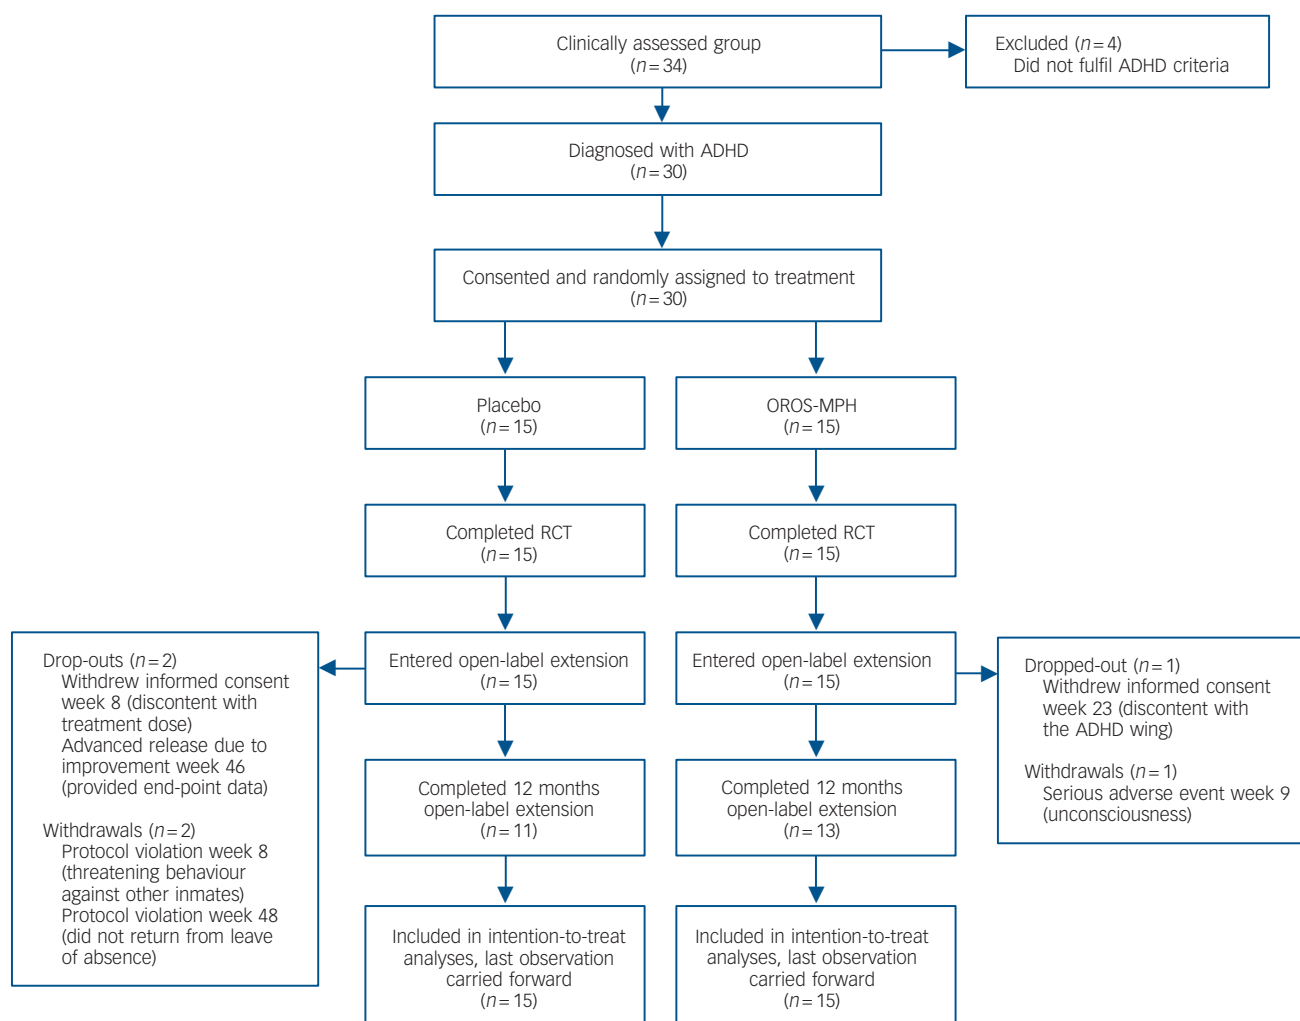 Clinically assessed group
(n=34)
Excluded (n=4)
Did not fulfil ADHD criteria
Diagnosed with ADHD
(n=30)
Consented and randomly assigned to treatment
(n=30)
Placebo
(n=15)
OROS-MPH
(n=15)
Completed RCT
(n=15)
Completed RCT
(n=15)
Drop-outs (n=2)
Withdrew informed consent
week 8 (discontent with
treatment dose)
Advanced release due to
improvement week 46
(provided end-point data)
Withdrawals (n=2)
Protocol violation week 8
(threatening behaviour
against other inmates)
Protocol violation week 48
(did not return from leave
of absence)
Entered open-label extension
(n=15)
Entered open-label extension
(n=15)
Dropped-out (n=1)
Withdrew informed consent
week 23 (discontent with
the ADHD wing)
Withdrawals (n=1)
Serious adverse event week 9
(unconsciousness)
Completed 12 months
open-label extension
(n=11)
Completed 12 months
open-label extension
(n=13)
Included in intention-to-treat
analyses, last observation
carried forward
(n=15)
Included in intention-to-treat
analyses, last observation
carried forward
(n=15)